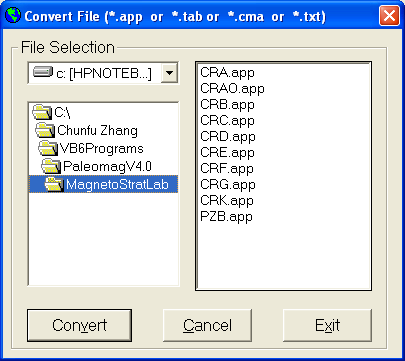 Convert File (*.app or *.tab or *.cma or *.txt)
File Selection
c: [HPNOTEB...]
C:\
Chunfu Zhang
VB6Programs
PaleomagV4.0
MagnetoStratLab
CRA.app
CRAO.app
CRB.app
CRC.app
CRD.app
CRE.app
CRF.app
CRG.app
CRK.app
PZB.app
Convert
Cancel
Exit